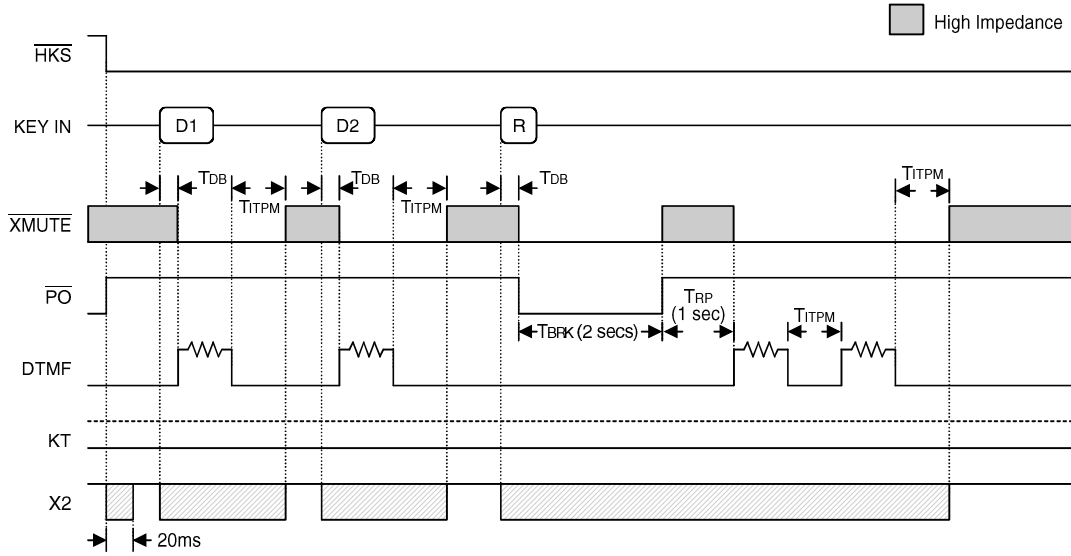 High Impedance
HKS
KEY IN
D1
D2
R
TDB
TITPM
TDB
TITPM
TDB
TITPM
XMUTE
PO
TBRK (2 secs)
TRP
(1 sec)
TITPM
DTMF
KT
X2
20ms